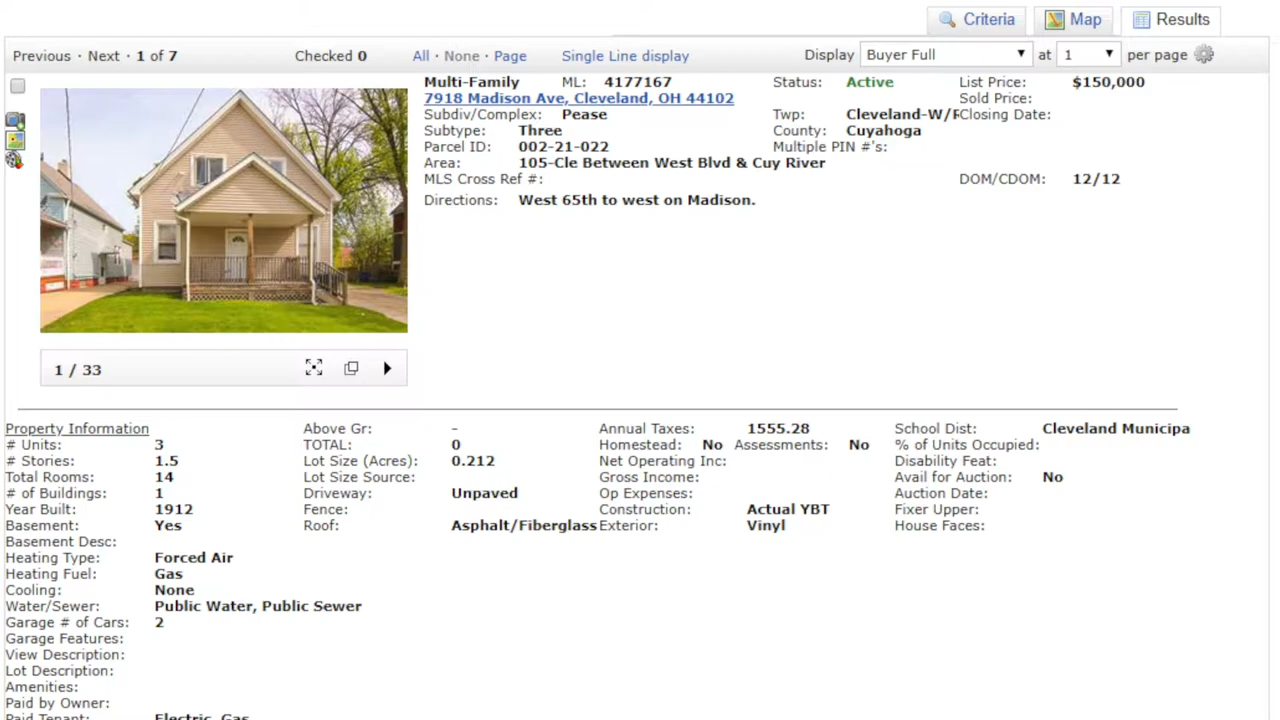 Criteria Map Results
Previous · Next · 1 of 7 Checked 0 All · None · Page Single Line display Display Buyer Full at 1 per page
Multi-Family ML: 4177167 Status: Active List Price: $150,000
7918 Madison Ave, Cleveland, OH 44102 Sold Price:
Subdiv/Complex: Pease Twp: Cleveland-W/F Closing Date:
Subtype: Three County: Cuyahoga
Parcel ID: 002-21-022 Multiple PIN #'s:
Area: 105-Cle Between West Blvd & Cuy River
MLS Cross Ref #: DOM/CDOM: 12/12
Directions: West 65th to west on Madison.
1 / 33
Property Information Above Gr: - Annual Taxes: 1555.28 School Dist: Cleveland Municipa
# Units: 3 TOTAL: 0 Homestead: No Assessments: No % of Units Occupied:
# Stories: 1.5 Lot Size (Acres): 0.212 Net Operating Inc: Disability Feat:
Total Rooms: 14 Lot Size Source: Gross Income: Avail for Auction: No
# of Buildings: 1 Driveway: Unpaved Op Expenses: Auction Date:
Year Built: 1912 Fence: Construction: Actual YBT Fixer Upper:
Basement: Yes Roof: Asphalt/Fiberglass Exterior: Vinyl House Faces:
Basement Desc:
Heating Type: Forced Air
Heating Fuel: Gas
Cooling: None
Water/Sewer: Public Water, Public Sewer
Garage # of Cars: 2
Garage Features:
View Description:
Lot Description:
Amenities:
Paid by Owner:
Paid Tenant: Electric, Gas